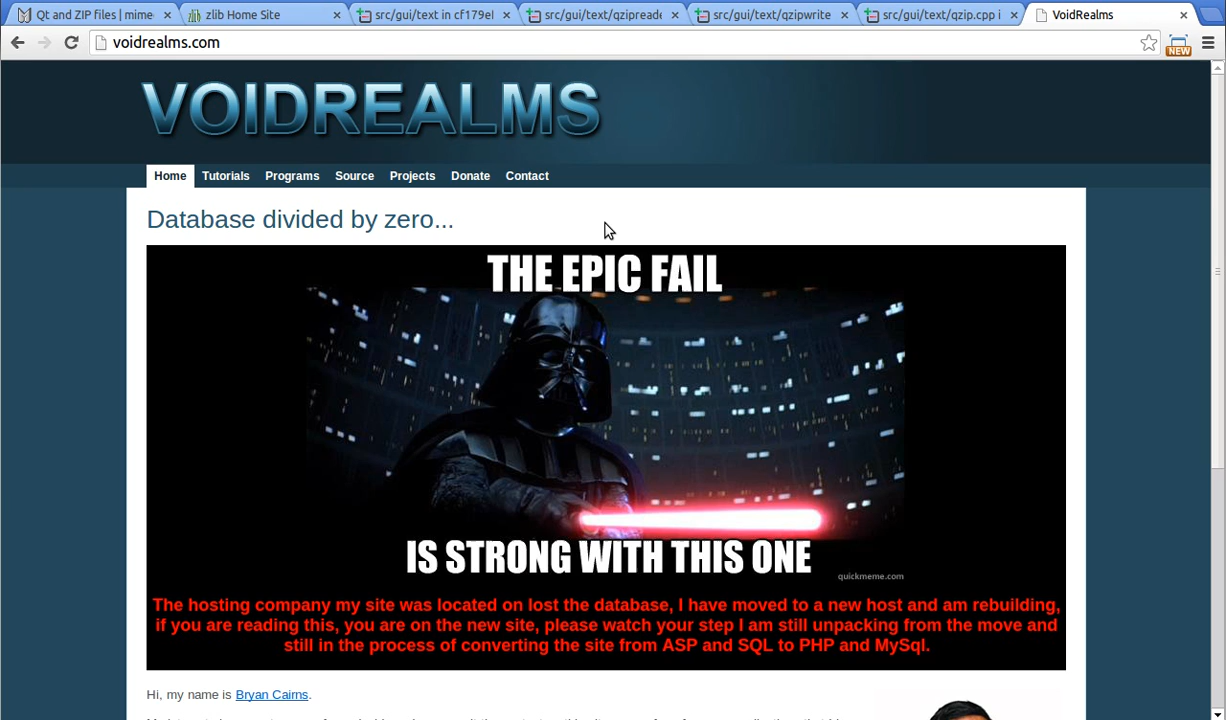 Qt and ZIP files | mime
zlib Home Site
src/gui/text in cf179e
src/gui/text/qzipread
src/gui/text/qzipwrite
src/gui/text/qzip.cpp i
VoidRealms
voidrealms.com
NEW
VOIDREALMS
Home Tutorials Programs Source Projects Donate Contact
Database divided by zero...
THE EPIC FAIL
IS STRONG WITH THIS ONE
quickmeme.com
The hosting company my site was located on lost the database, I have moved to a new host and am rebuilding,
if you are reading this, you are on the new site, please watch your step I am still unpacking from the move and
still in the process of converting the site from ASP and SQL to PHP and MySql.
Hi, my name is Bryan Cairns.